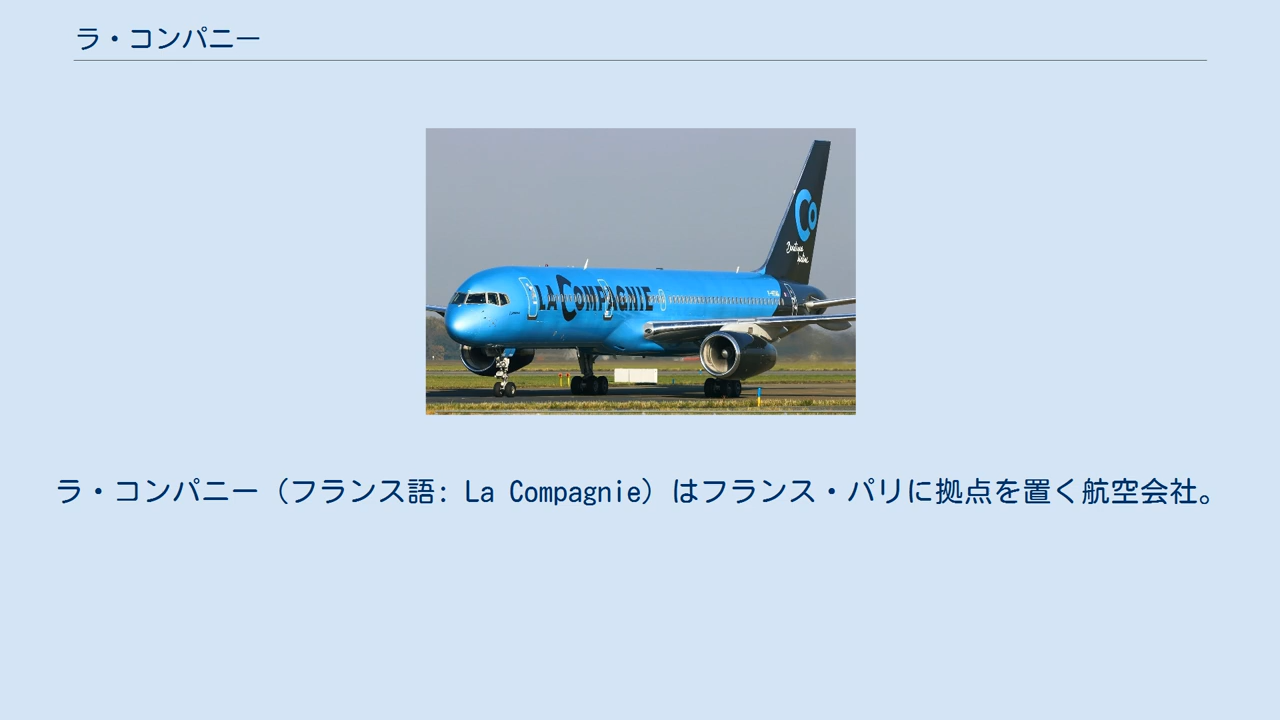 ラ・コンパニー
LA COMPAGNIE
Co
ラ・コンパニー（フランス語: La Compagnie）はフランス・パリに拠点を置く航空会社。